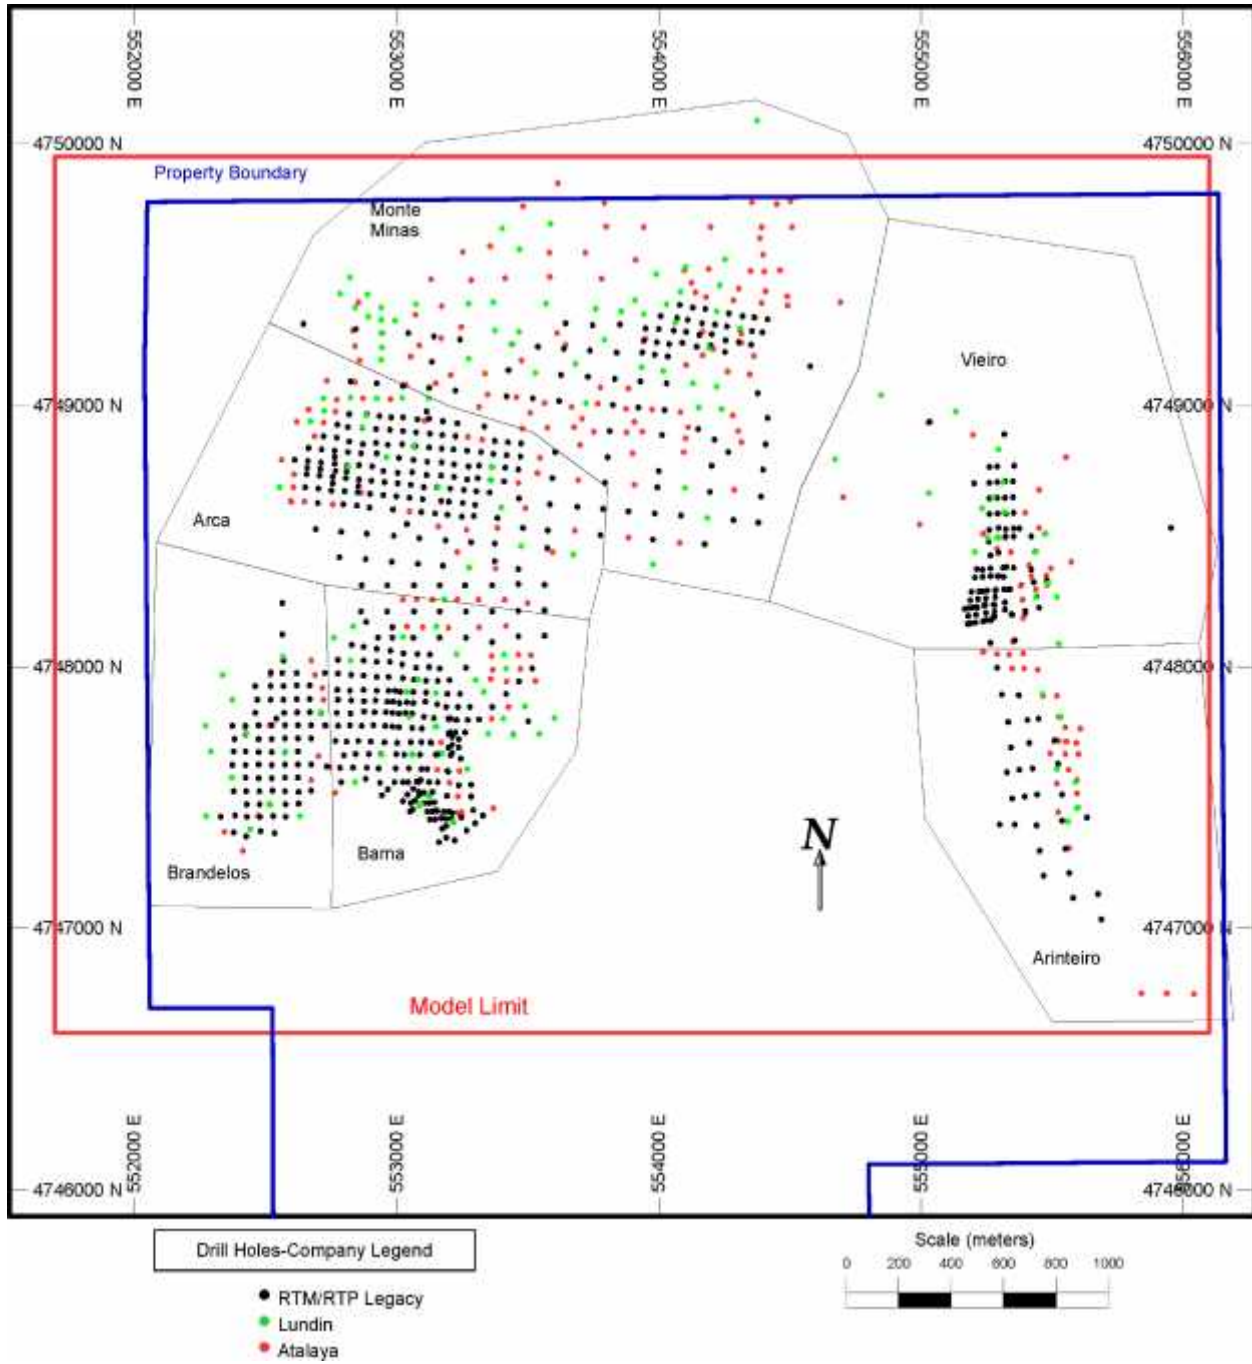 552000 E
553000 E
554000 E
555000 E
556000 E
4750000 N
4750000 N
Property Boundary
Monte
Minas
Vieiro
4749000 N
4749000 N
Arca
4748000 N
4748000 N
N
Barna
Brandelos
4747000 N
4747000 N
Arinteiro
Model Limit
552000 E
553000 E
554000 E
555000 E
556000 E
4746000 N
4746000 N
Drill Holes-Company Legend
Scale (meters)
0 200 400 600 800 1000
RTM/RTP Legacy
Lundin
Atalaya